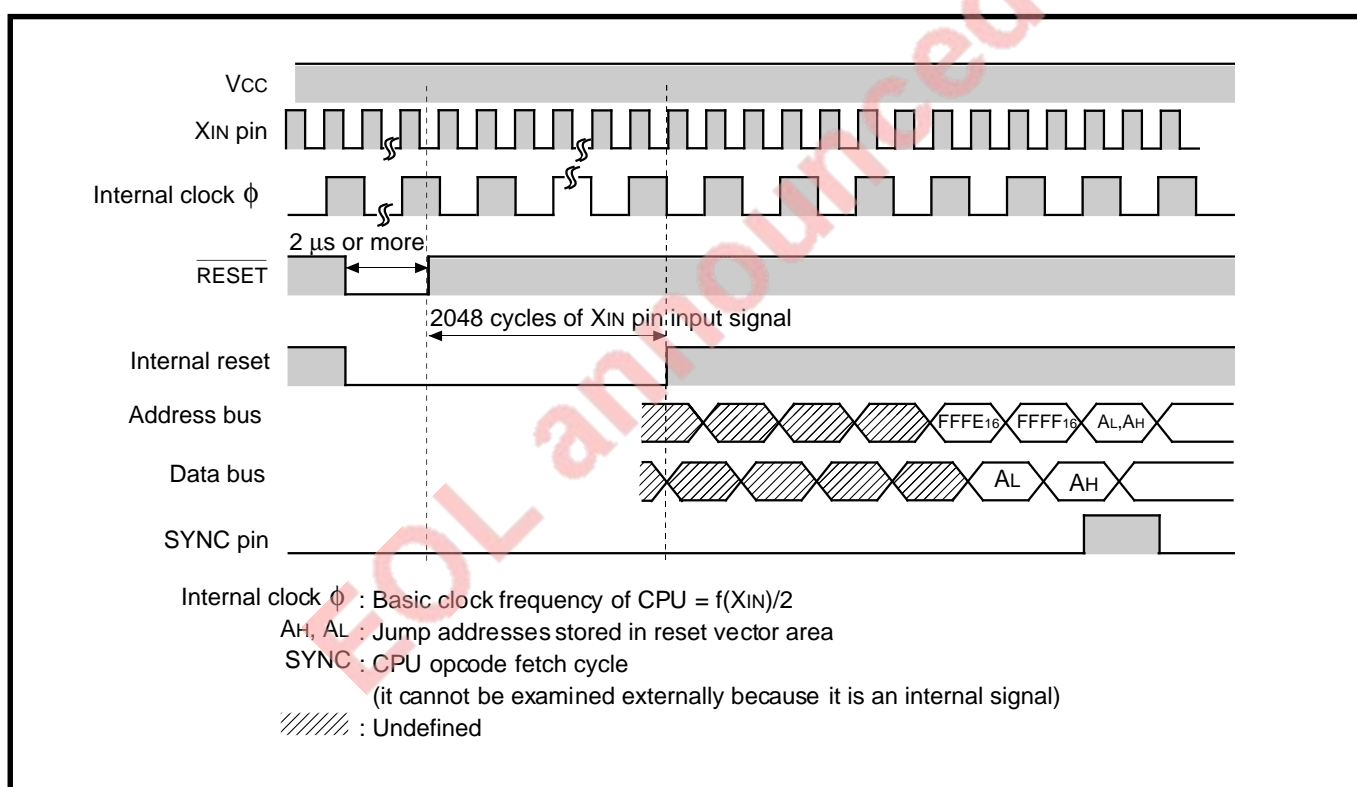 VCC
XIN pin
Internal clock ϕ
2 μs or more
RESET
2048 cycles of XIN pin input signal
Internal reset
Address bus
FFFE16 FFFF16 AL,AH
Data bus
AL AH
SYNC pin
Internal clock ϕ : Basic clock frequency of CPU = f(XIN)/2
AH, AL : Jump addresses stored in reset vector area
SYNC : CPU opcode fetch cycle
(it cannot be examined externally because it is an internal signal)
: Undefined
EOL announced